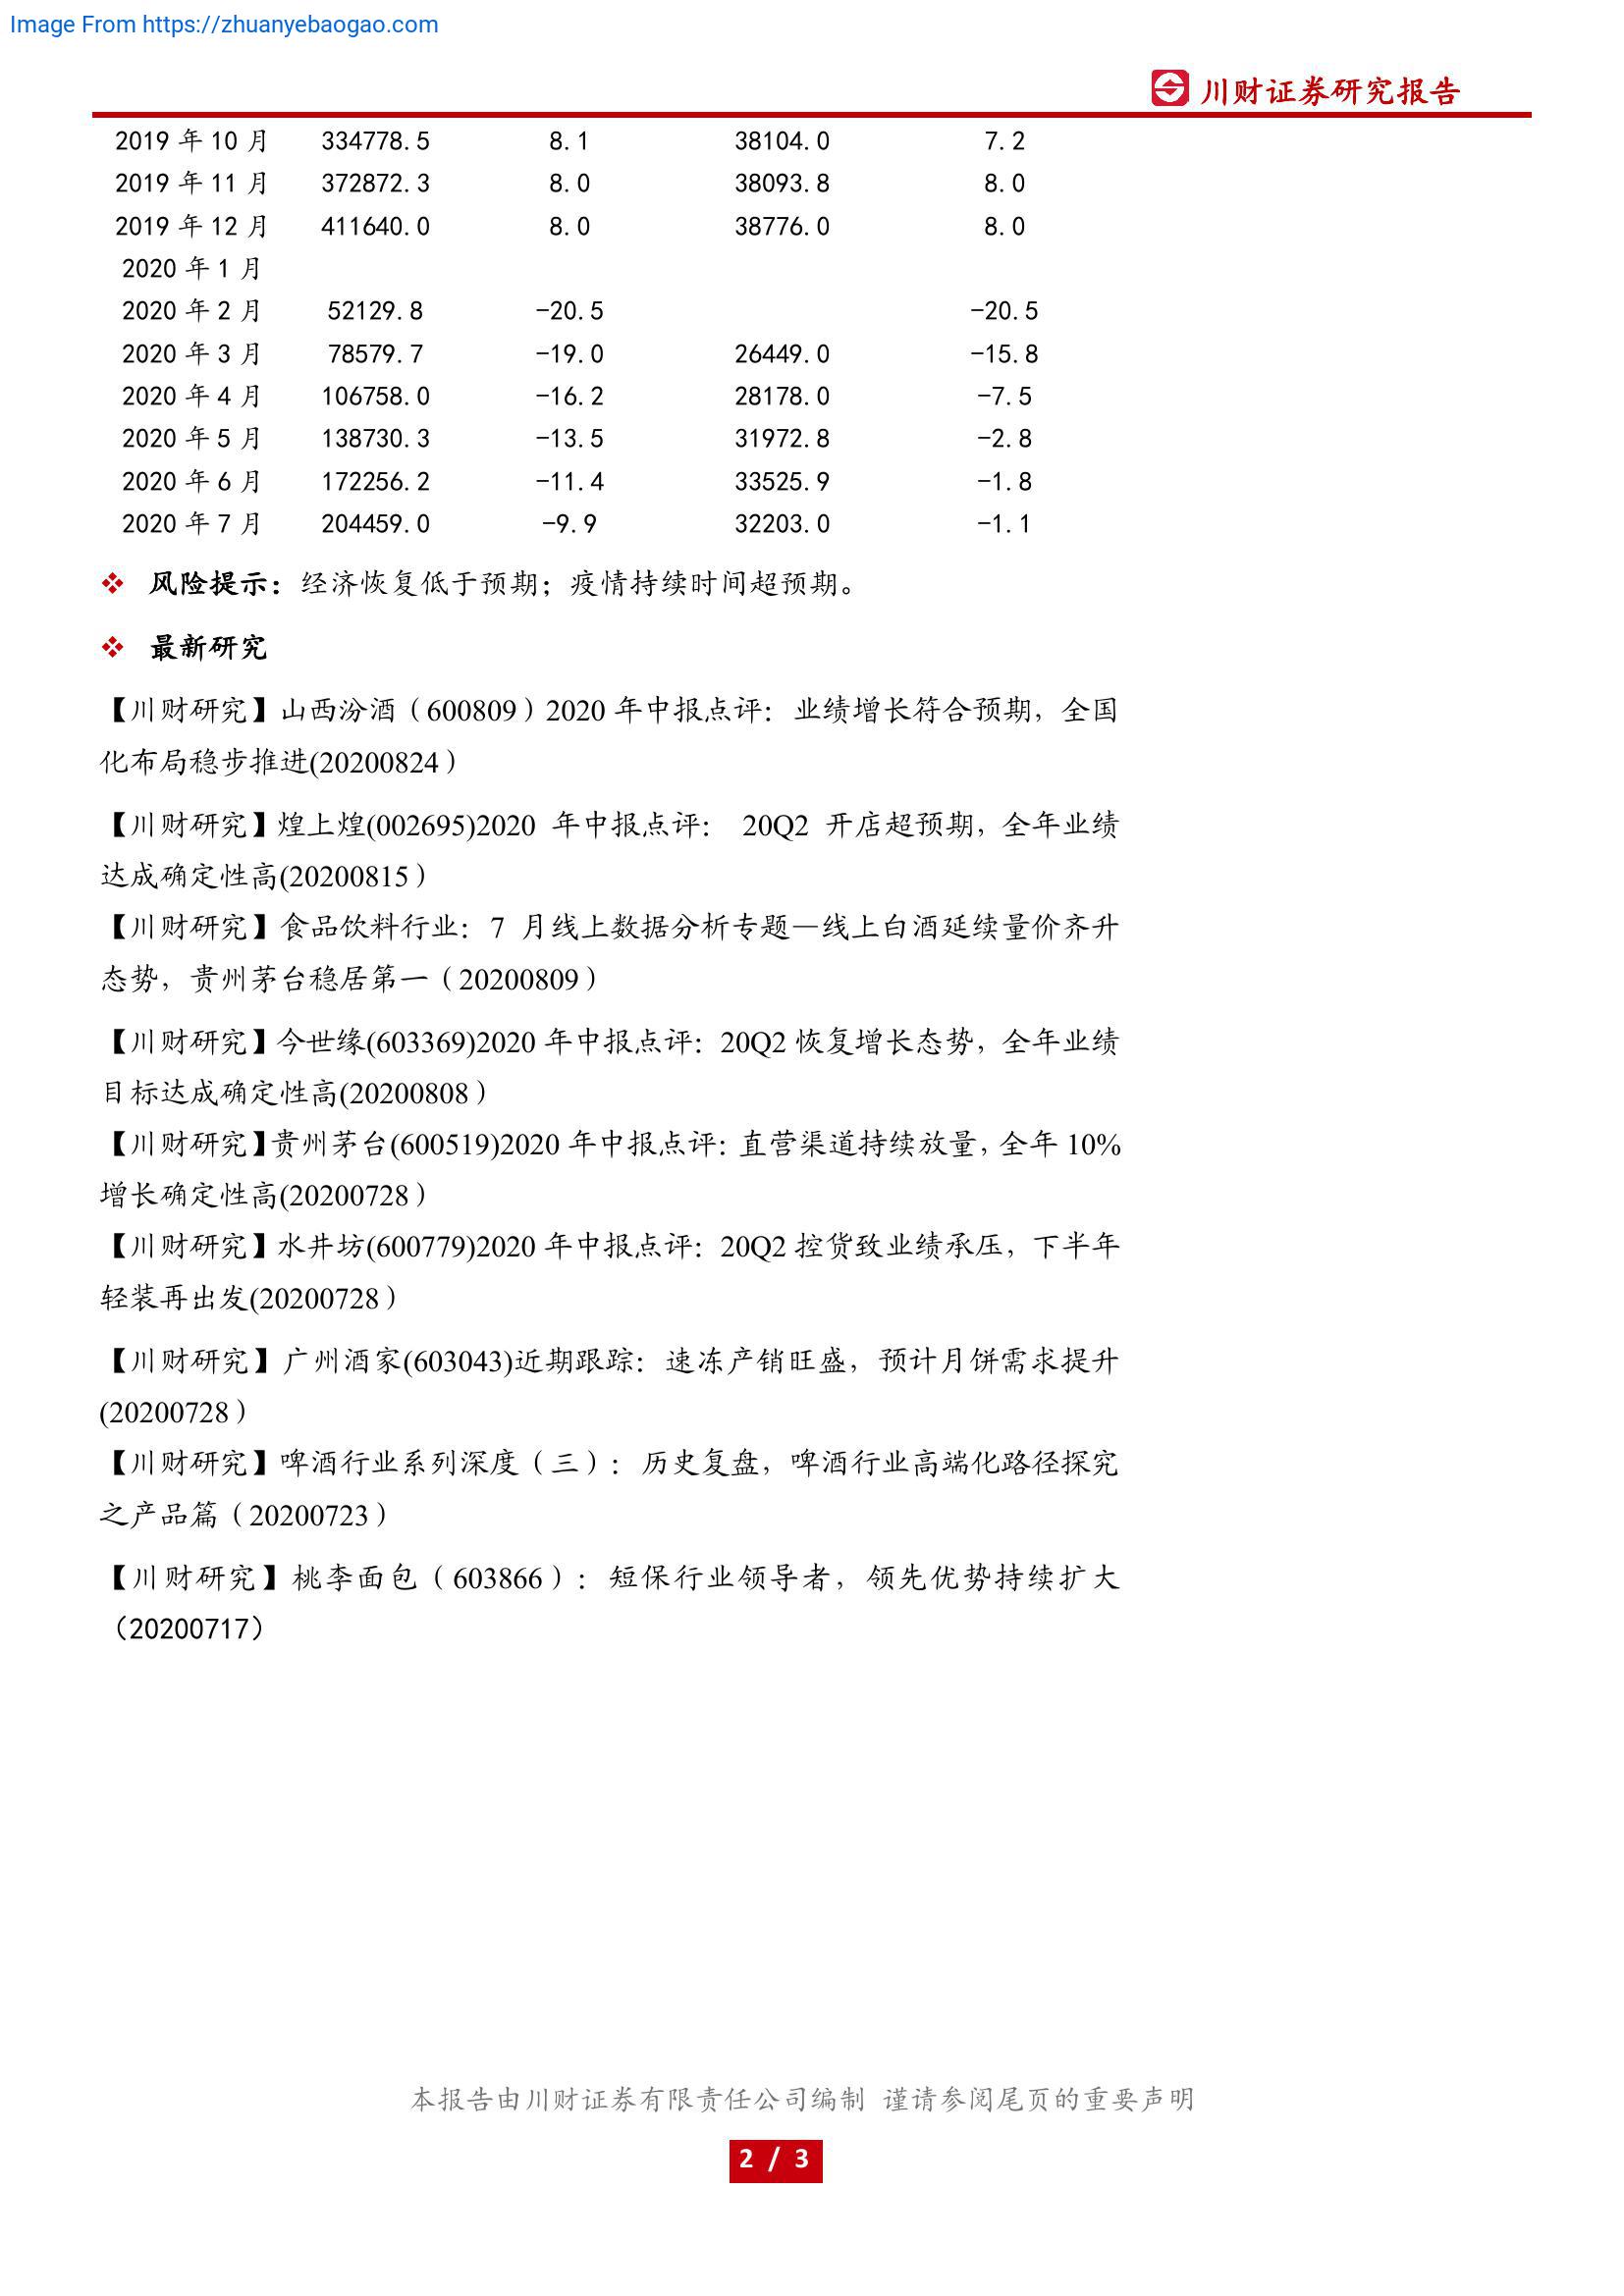 Image From https://zhuanyebaogao.com
川财证券研究报告
2019 年 10 月 334778.5 8.1 38104.0 7.2
2019 年 11 月 372872.3 8.0 38093.8 8.0
2019 年 12 月 411640.0 8.0 38776.0 8.0
2020 年 1 月
2020 年 2 月 52129.8 -20.5 -20.5
2020 年 3 月 78579.7 -19.0 26449.0 -15.8
2020 年 4 月 106758.0 -16.2 28178.0 -7.5
2020 年 5 月 138730.3 -13.5 31972.8 -2.8
2020 年 6 月 172256.2 -11.4 33525.9 -1.8
2020 年 7 月 204459.0 -9.9 32203.0 -1.1
❖ 风险提示：经济恢复低于预期；疫情持续时间超预期。
❖ 最新研究
【川财研究】山西汾酒（600809）2020 年中报点评：业绩增长符合预期，全国
化布局稳步推进(20200824）
【川财研究】煌上煌(002695)2020 年中报点评： 20Q2 开店超预期，全年业绩
达成确定性高(20200815）
【川财研究】食品饮料行业：7 月线上数据分析专题—线上白酒延续量价齐升
态势，贵州茅台稳居第一（20200809）
【川财研究】今世缘(603369)2020 年中报点评：20Q2 恢复增长态势，全年业绩
目标达成确定性高(20200808）
【川财研究】贵州茅台(600519)2020 年中报点评：直营渠道持续放量，全年 10%
增长确定性高(20200728）
【川财研究】水井坊(600779)2020 年中报点评：20Q2 控货致业绩承压，下半年
轻装再出发(20200728）
【川财研究】广州酒家(603043)近期跟踪：速冻产销旺盛，预计月饼需求提升
(20200728）
【川财研究】啤酒行业系列深度（三）：历史复盘，啤酒行业高端化路径探究
之产品篇（20200723）
【川财研究】桃李面包（603866）：短保行业领导者，领先优势持续扩大
（20200717）
本报告由川财证券有限责任公司编制 谨请参阅尾页的重要声明
2 / 3